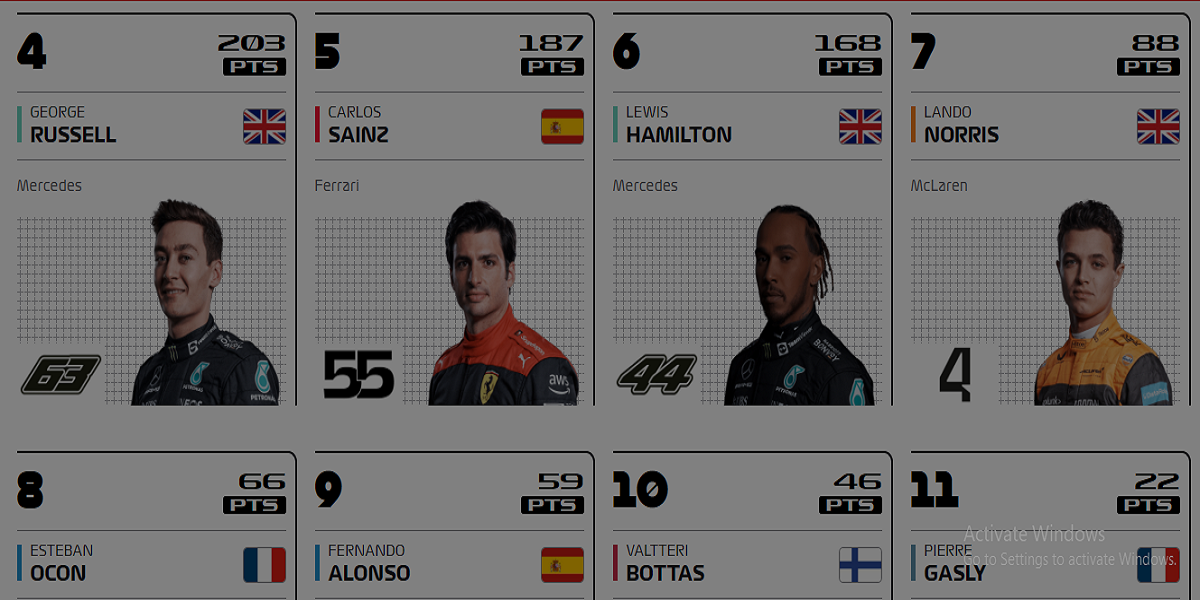 4
203
PTS
GEORGE
RUSSELL
Mercedes
63
5
187
PTS
CARLOS
SAINZ
Ferrari
55
aws
6
168
PTS
LEWIS
HAMILTON
Mercedes
44
7
88
PTS
LANDO
NORRIS
McLaren
4
8
66
PTS
ESTEBAN
OCON
9
59
PTS
FERNANDO
ALONSO
10
46
PTS
VALTTERI
BOTTAS
11
22
PTS
PIERRE
GASLY
Activate Windows
Go to Settings to activate Windows.